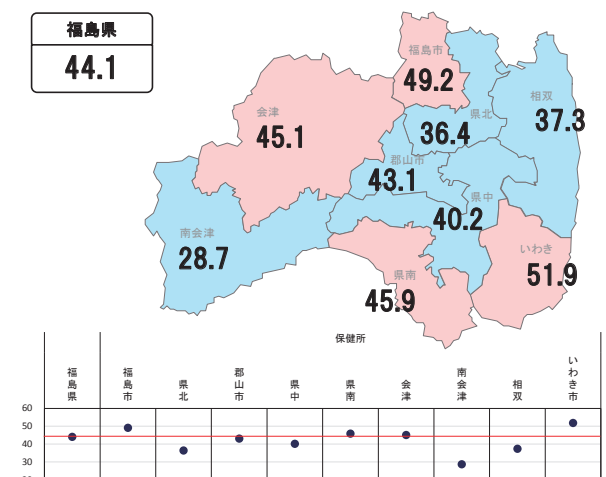 福島県
44.1
福島市
49.2
相双
37.3
県北
36.4
会津
45.1
郡山市
43.1
県中
40.2
南会津
28.7
いわき
51.9
県南
45.9
保健所
福島県
福島市
県北
郡山市
県中
県南
会津
南会津
相双
いわき市
60
50
40
30